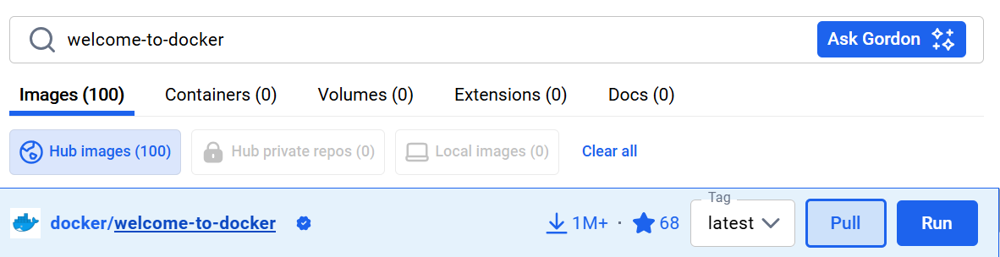 welcome-to-docker Ask Gordon
Images (100) Containers (0) Volumes (0) Extensions (0) Docs (0)
Hub images (100) Hub private repos (0) Local images (0) Clear all
Tag
docker/welcome-to-docker 1M+ · 68 latest Pull Run